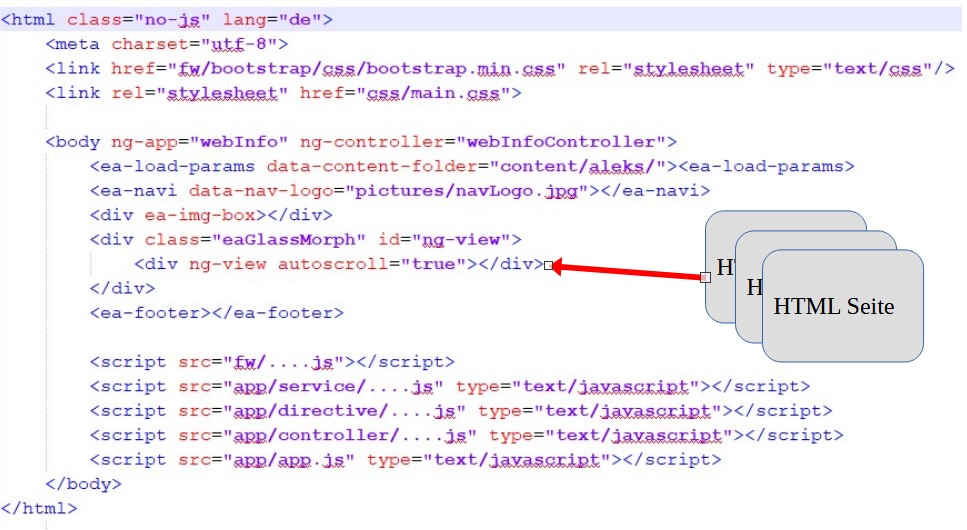 <html class="no-js" lang="de">
<meta charset="utf-8">
<link href="fw/bootstrap/css/bootstrap.min.css" rel="stylesheet" type="text/css"/>
<link rel="stylesheet" href="css/main.css">
<body ng-app="webInfo" ng-controller="webInfoController">
<ea-load-params data-content-folder="content/aleks/"><ea-load-params>
<ea-navi data-nav-logo="pictures/navLogo.jpg"></ea-navi>
<div ea-img-box></div>
<div class="eaGlassMorph" id="ng-view">
<div ng-view autoscroll="true"></div>
</div>
<ea-footer></ea-footer>
H
H
HTML Seite
<script src="fw/....js"></script>
<script src="app/service/....js" type="text/javascript"></script>
<script src="app/directive/....js" type="text/javascript"></script>
<script src="app/controller/....js" type="text/javascript"></script>
<script src="app/app.js" type="text/javascript"></script>
</body>
</html>